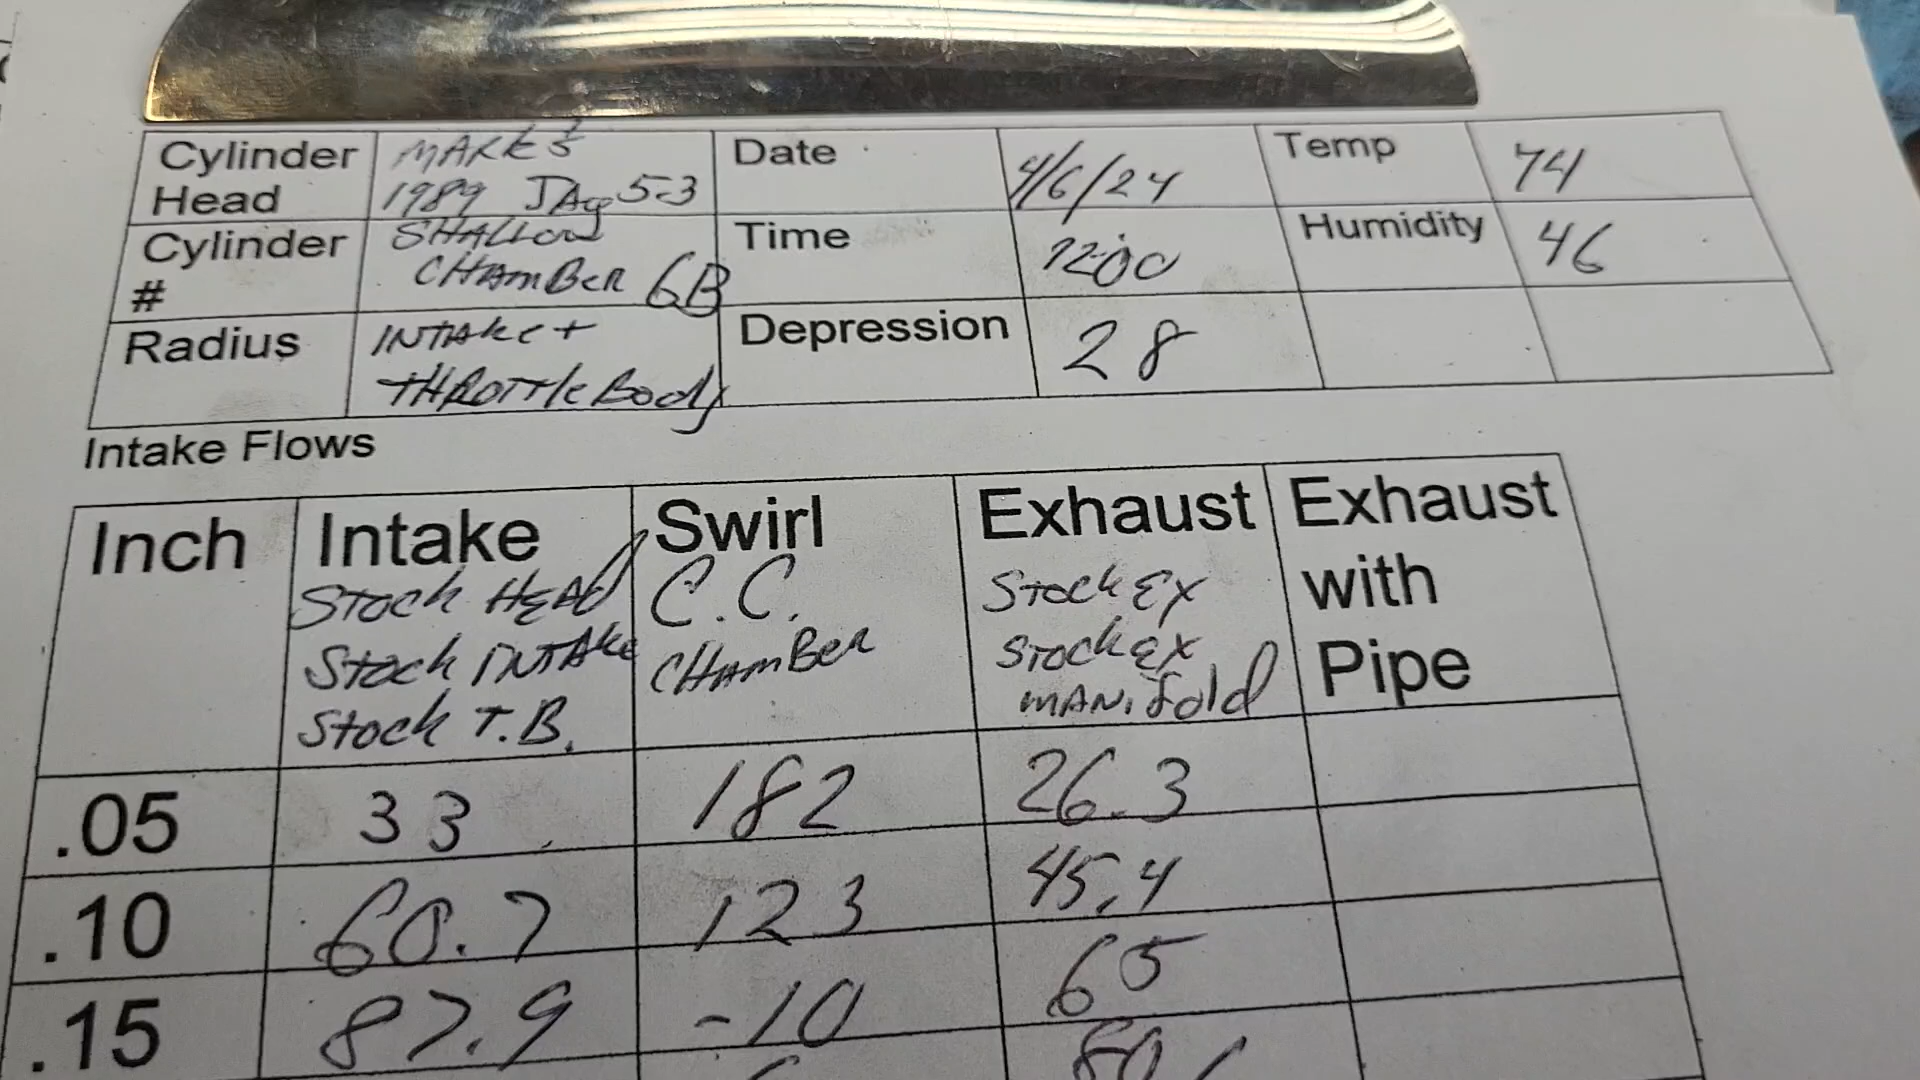 Cylinder Head MARK'S 1989 JAG 5-3 Date 4/6/24 Temp 74
Cylinder # SHALLOW CHAMBER 6B Time 1200 Humidity 46
Radius INTAKE + THROTTLE Body Depression 28
Intake Flows
Inch Intake Swirl Exhaust Exhaust with Pipe
Stock HEAD C.C. Stock EX
Stock INTAKE CHAMBER Stock EX
Stock T.B. MANifold
.05 33 182 26.3
.10 60.7 123 45.4
.15 87.9 -10 65